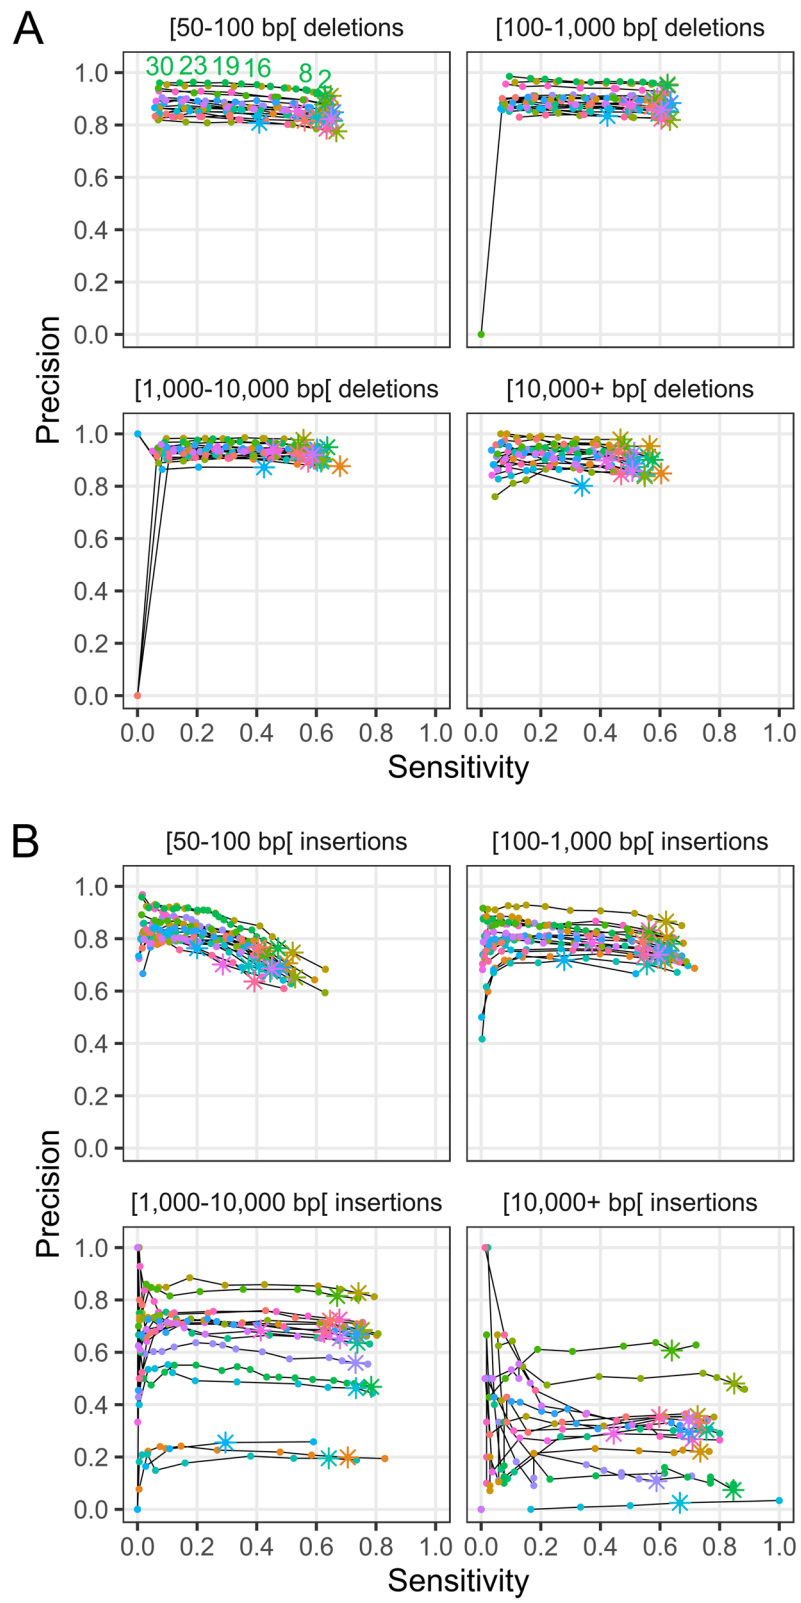 A
[50-100 bp[ deletions
[100-1,000 bp[ deletions
30 23 19 16 8 2
1.0
0.8
0.6
0.4
0.2
0.0
Precision
[1,000-10,000 bp[ deletions
[10,000+ bp[ deletions
1.0
0.8
0.6
0.4
0.2
0.0
0.0 0.2 0.4 0.6 0.8 1.0
0.0 0.2 0.4 0.6 0.8 1.0
Sensitivity
B
[50-100 bp[ insertions
[100-1,000 bp[ insertions
1.0
0.8
0.6
0.4
0.2
0.0
Precision
[1,000-10,000 bp[ insertions
[10,000+ bp[ insertions
1.0
0.8
0.6
0.4
0.2
0.0
0.0 0.2 0.4 0.6 0.8 1.0
0.0 0.2 0.4 0.6 0.8 1.0
Sensitivity